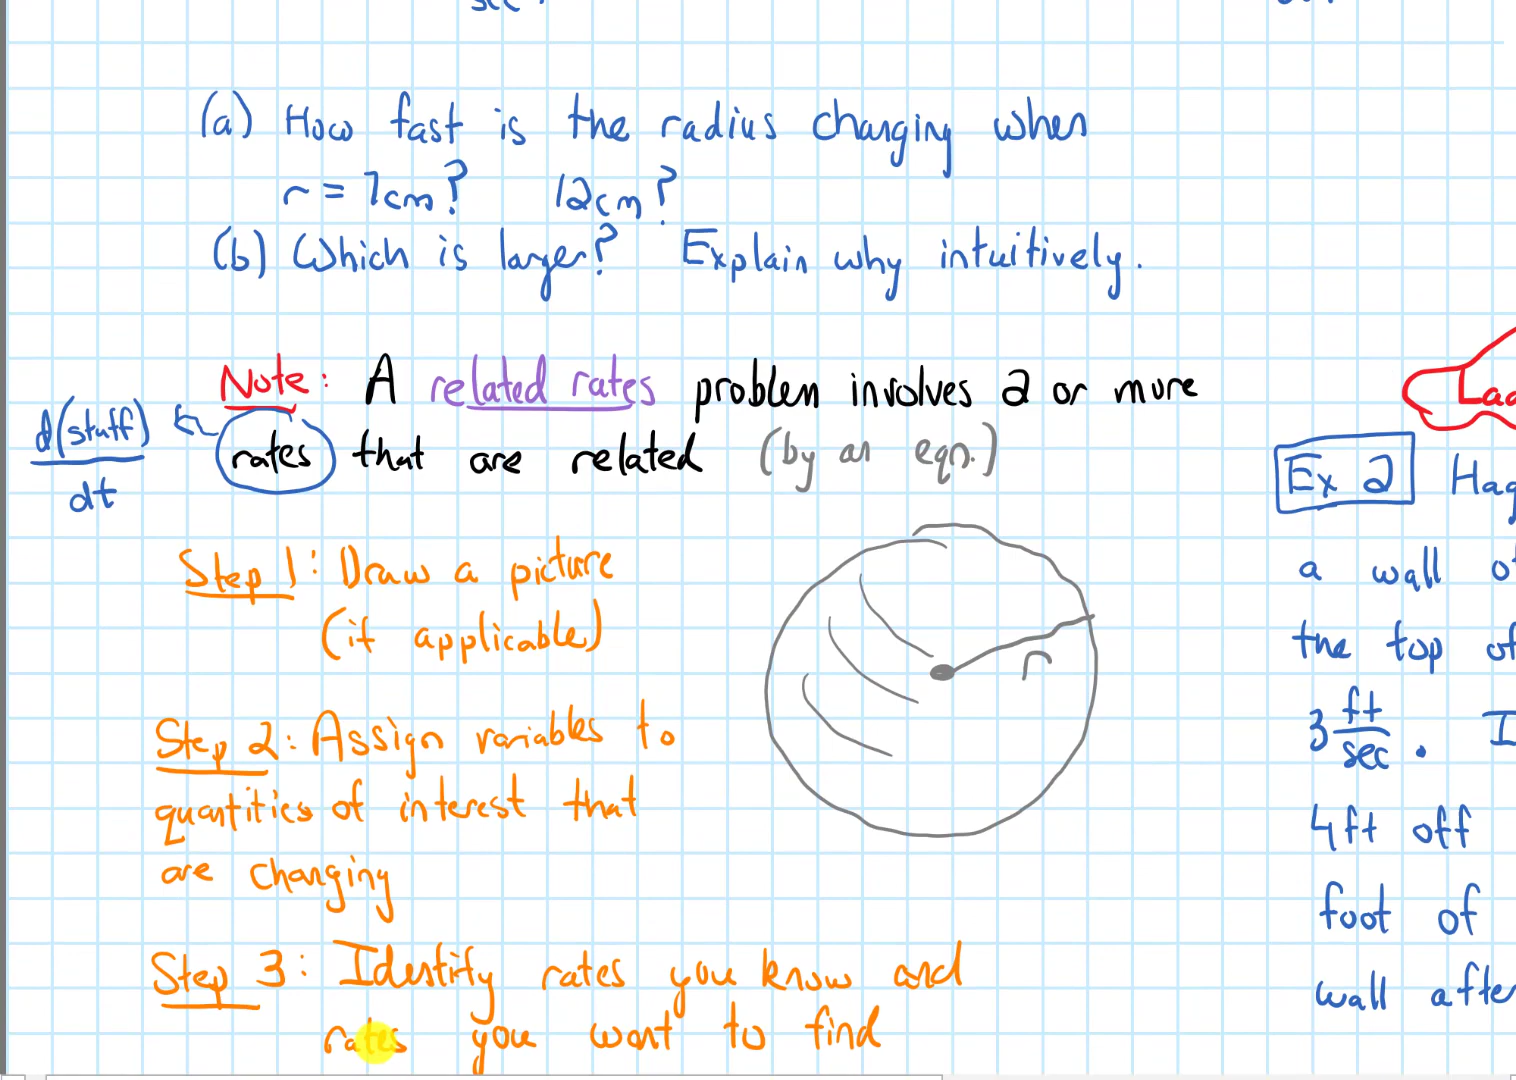 (a) How fast is the radius changing when
r = 7cm? 12cm?
(b) Which is larger? Explain why intuitively.
Note: A related rates problem involves 2 or more
rates that are related (by an eqn.)
d(stuff)
dt
Step 1: Draw a picture
(if applicable)
r
Step 2: Assign variables to
quantities of interest that
are changing
Step 3: Identify rates you know and
rates you want to find
Ex 2
a wall
the top of
3 ft/sec. I
4ft off
foot of
wall after